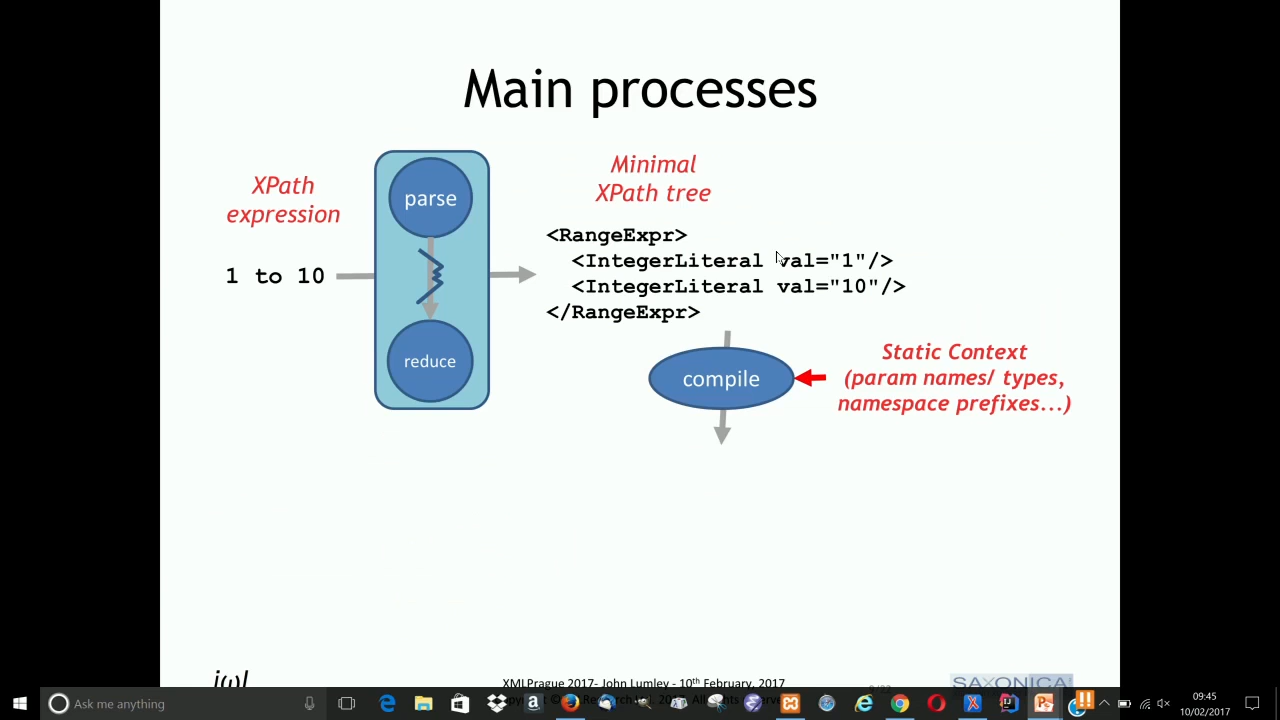 Main processes
XPath
expression
1 to 10
parse
reduce
Minimal
XPath tree
<RangeExpr>
  <IntegerLiteral val="1"/>
  <IntegerLiteral val="10"/>
</RangeExpr>
compile
Static Context
(param names/ types,
namespace prefixes...)
jωl
XMLPrague 2017- John Lumley - 10th February, 2017
SAXONICA
Ask me anything
09:45
10/02/2017